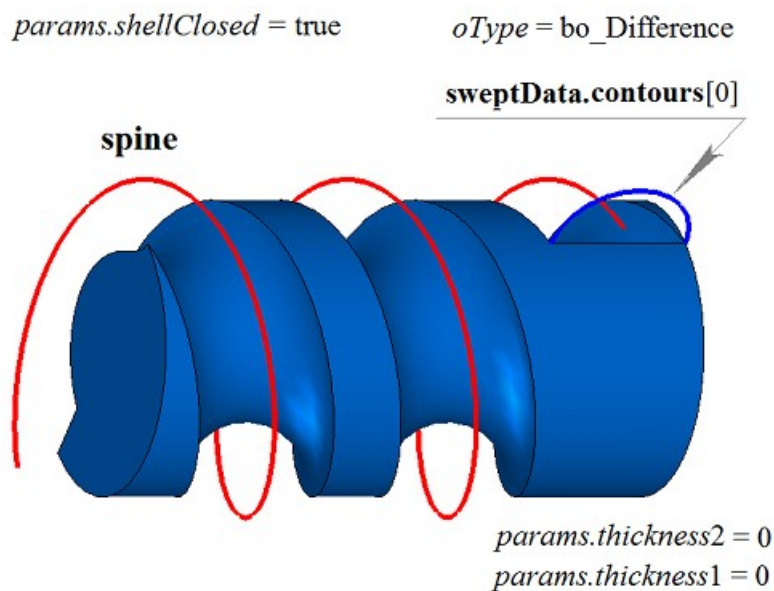 params.shellClosed = true
oType = bo_Difference
sweptData.contours[0]
spine
params.thickness2 = 0
params.thickness1 = 0